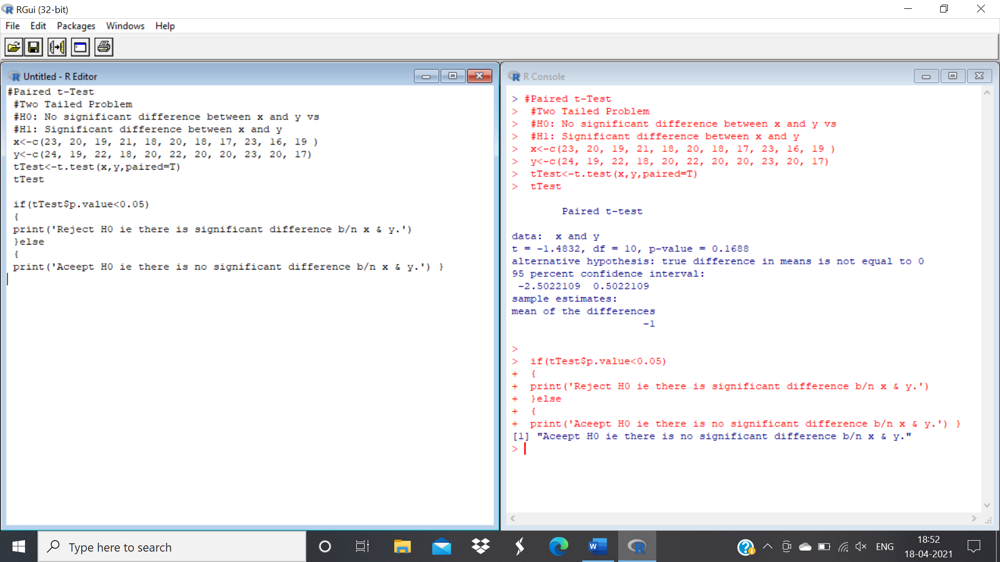 RGui (32-bit)
File Edit Packages Windows Help
Untitled - R Editor
#Paired t-Test
#Two Tailed Problem
#H0: No significant difference between x and y vs
#H1: Significant difference between x and y
x<-c(23, 20, 19, 21, 18, 20, 18, 17, 23, 16, 19 )
y<-c(24, 19, 22, 18, 20, 22, 20, 20, 23, 20, 17)
tTest<-t.test(x,y,paired=T)
tTest
if(tTest$p.value<0.05)
{
print('Reject H0 ie there is significant difference b/n x & y.')
}else
{
print('Aceept H0 ie there is no significant difference b/n x & y.') }
R Console
> #Paired t-Test
> #Two Tailed Problem
> #H0: No significant difference between x and y vs
> #H1: Significant difference between x and y
> x<-c(23, 20, 19, 21, 18, 20, 18, 17, 23, 16, 19 )
> y<-c(24, 19, 22, 18, 20, 22, 20, 20, 23, 20, 17)
> tTest<-t.test(x,y,paired=T)
> tTest
Paired t-test
data: x and y
t = -1.4832, df = 10, p-value = 0.1688
alternative hypothesis: true difference in means is not equal to 0
95 percent confidence interval:
-2.5022109 0.5022109
sample estimates:
mean of the differences
-1
>
> if(tTest$p.value<0.05)
+ {
+ print('Reject H0 ie there is significant difference b/n x & y.')
+ }else
+ {
+ print('Aceept H0 ie there is no significant difference b/n x & y.') }
[1] "Aceept H0 ie there is no significant difference b/n x & y."
>
Type here to search
ENG
18:52
18-04-2021